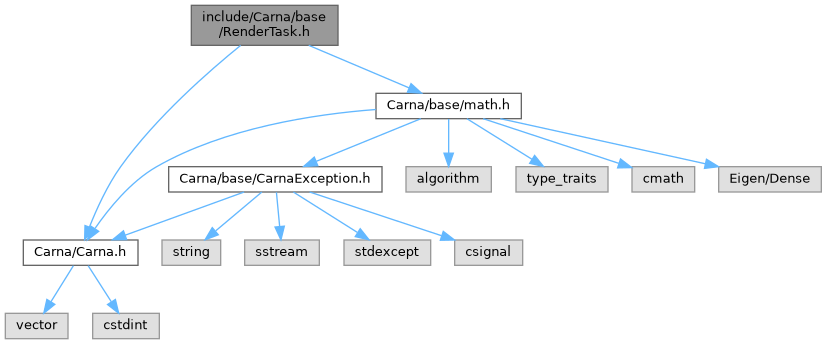 include/Carna/base
/RenderTask.h
Carna/base/math.h
Carna/base/CarnaException.h
algorithm
type_traits
cmath
Eigen/Dense
Carna/Carna.h
string
sstream
stdexcept
csignal
vector
cstdint